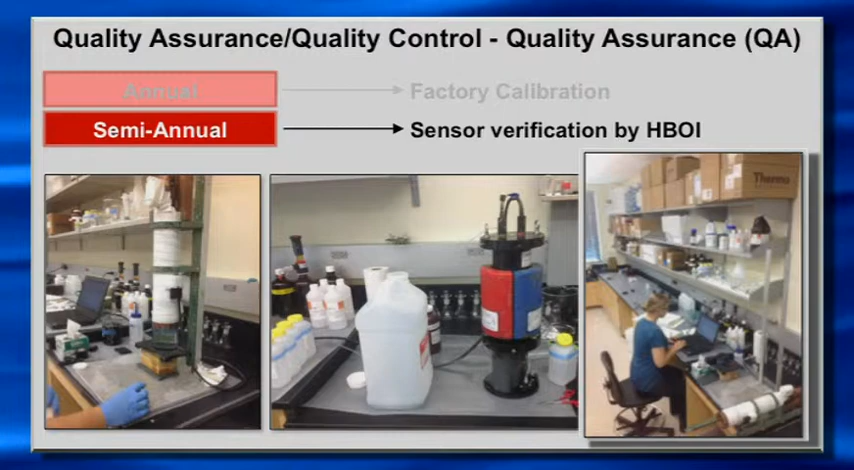 Quality Assurance/Quality Control - Quality Assurance (QA)
Annual
Factory Calibration
Semi-Annual
Sensor verification by HBOI
Thermo